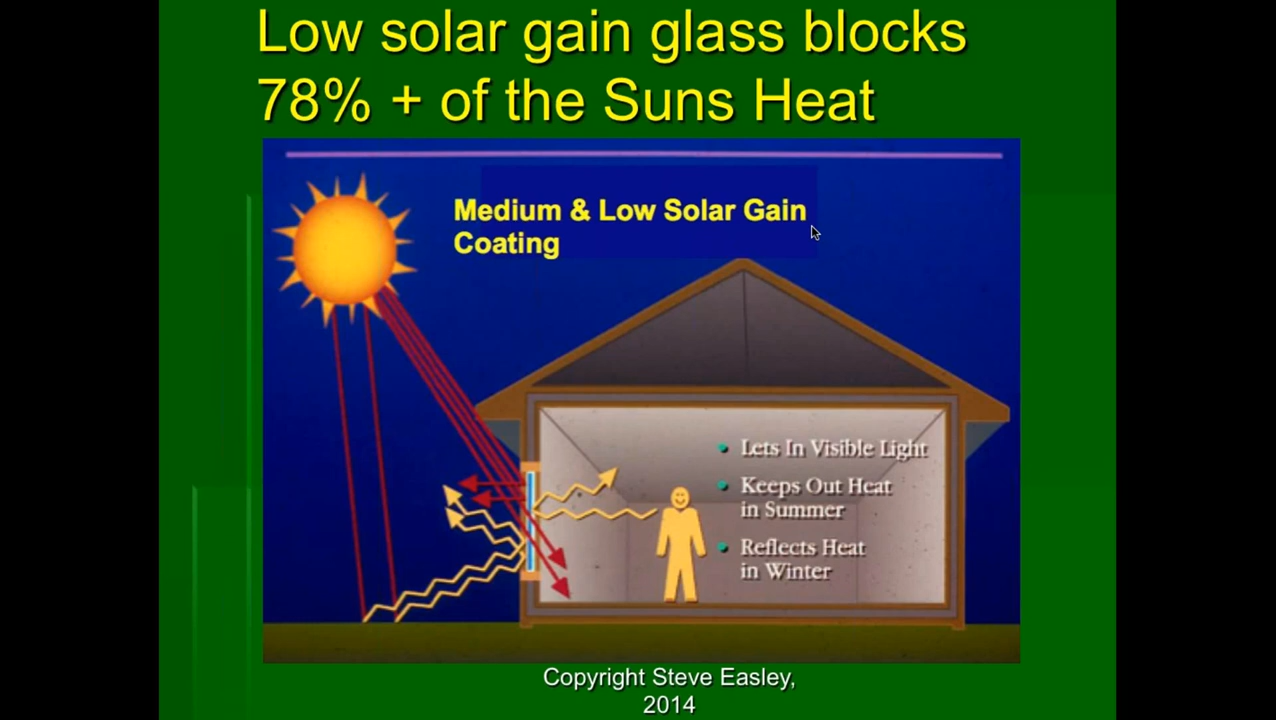 Low solar gain glass blocks
78% + of the Suns Heat
Medium & Low Solar Gain
Coating
• Lets In Visible Light
• Keeps Out Heat
in Summer
• Reflects Heat
in Winter
Copyright Steve Easley,
2014